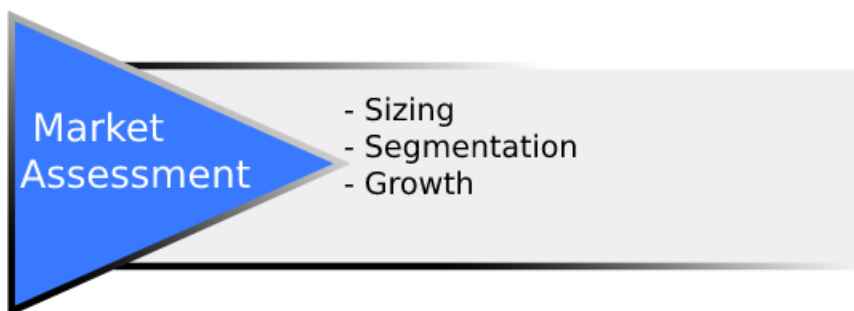 Market
Assessment
- Sizing
- Segmentation
- Growth